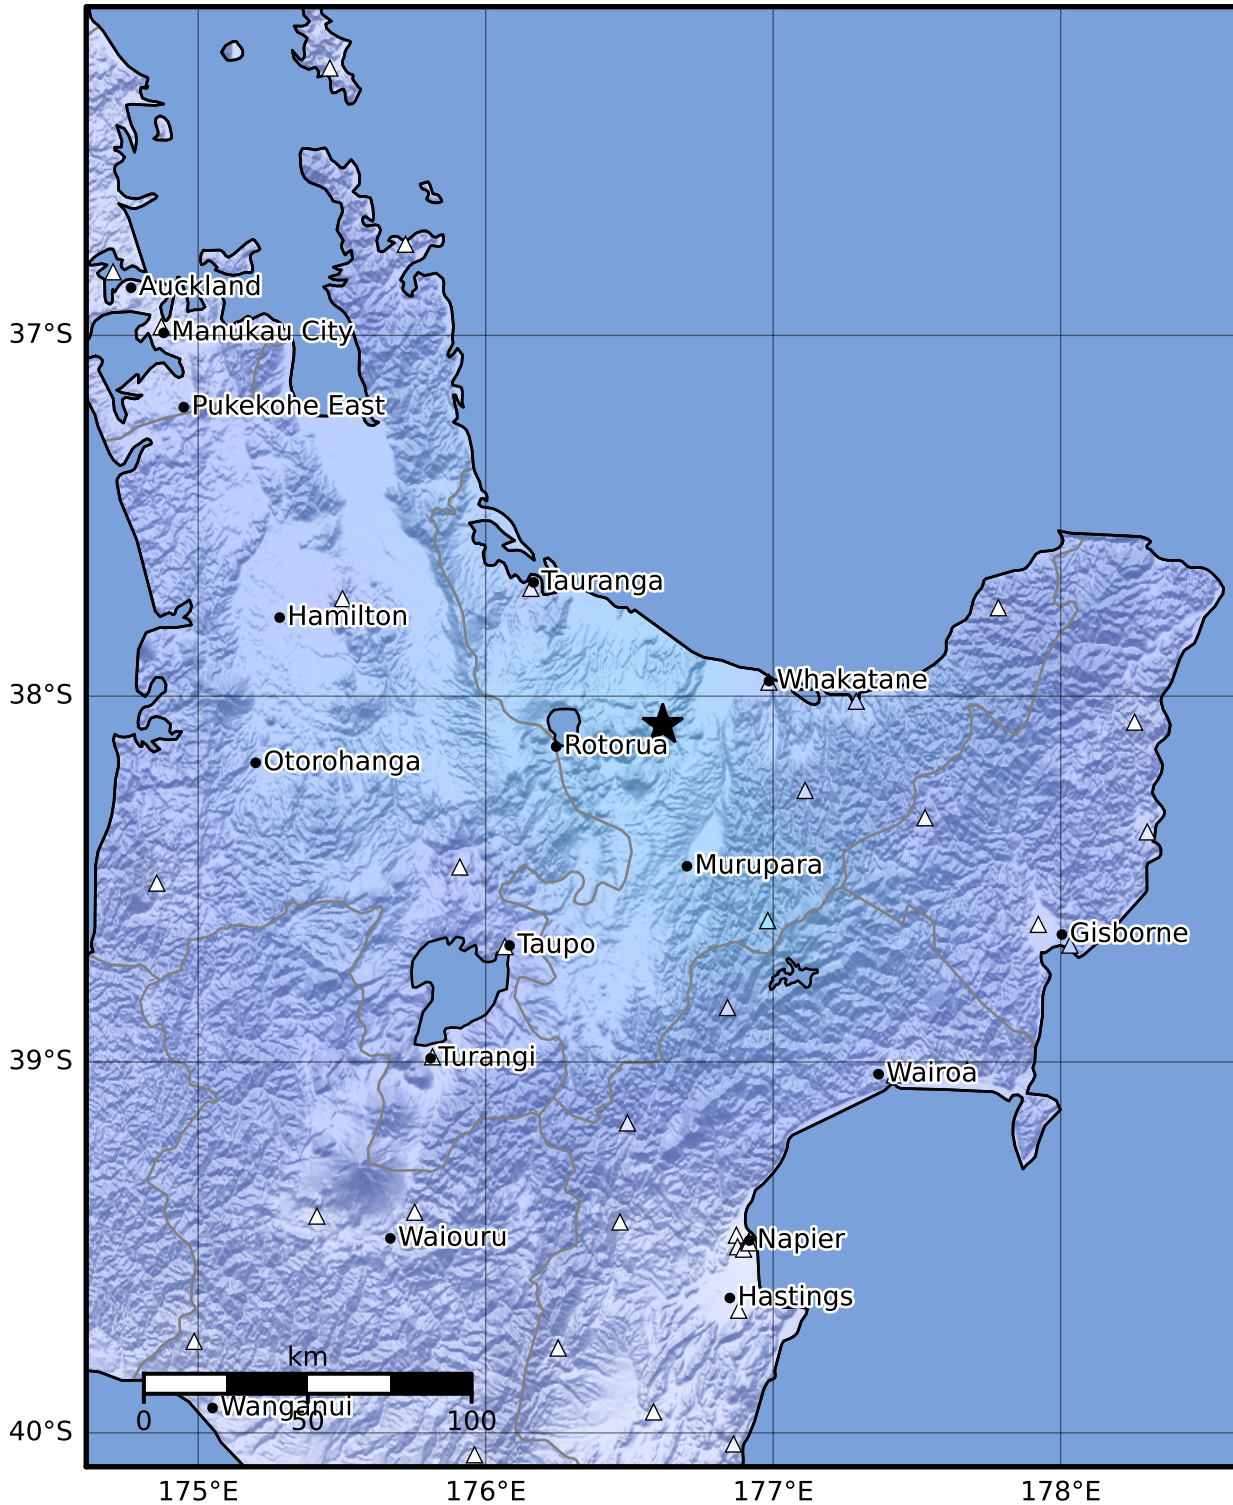 Auckland
37°S
Manukau City
Pukekohe East
Tauranga
Hamilton
38°S
Whakatane
Rotorua
Otorohanga
Murupara
Taupo
Gisborne
39°S
Turangi
Wairoa
Waiouru
Napier
Hastings
km
Wanganui
0 50 100
40°S
175°E 176°E 177°E 178°E